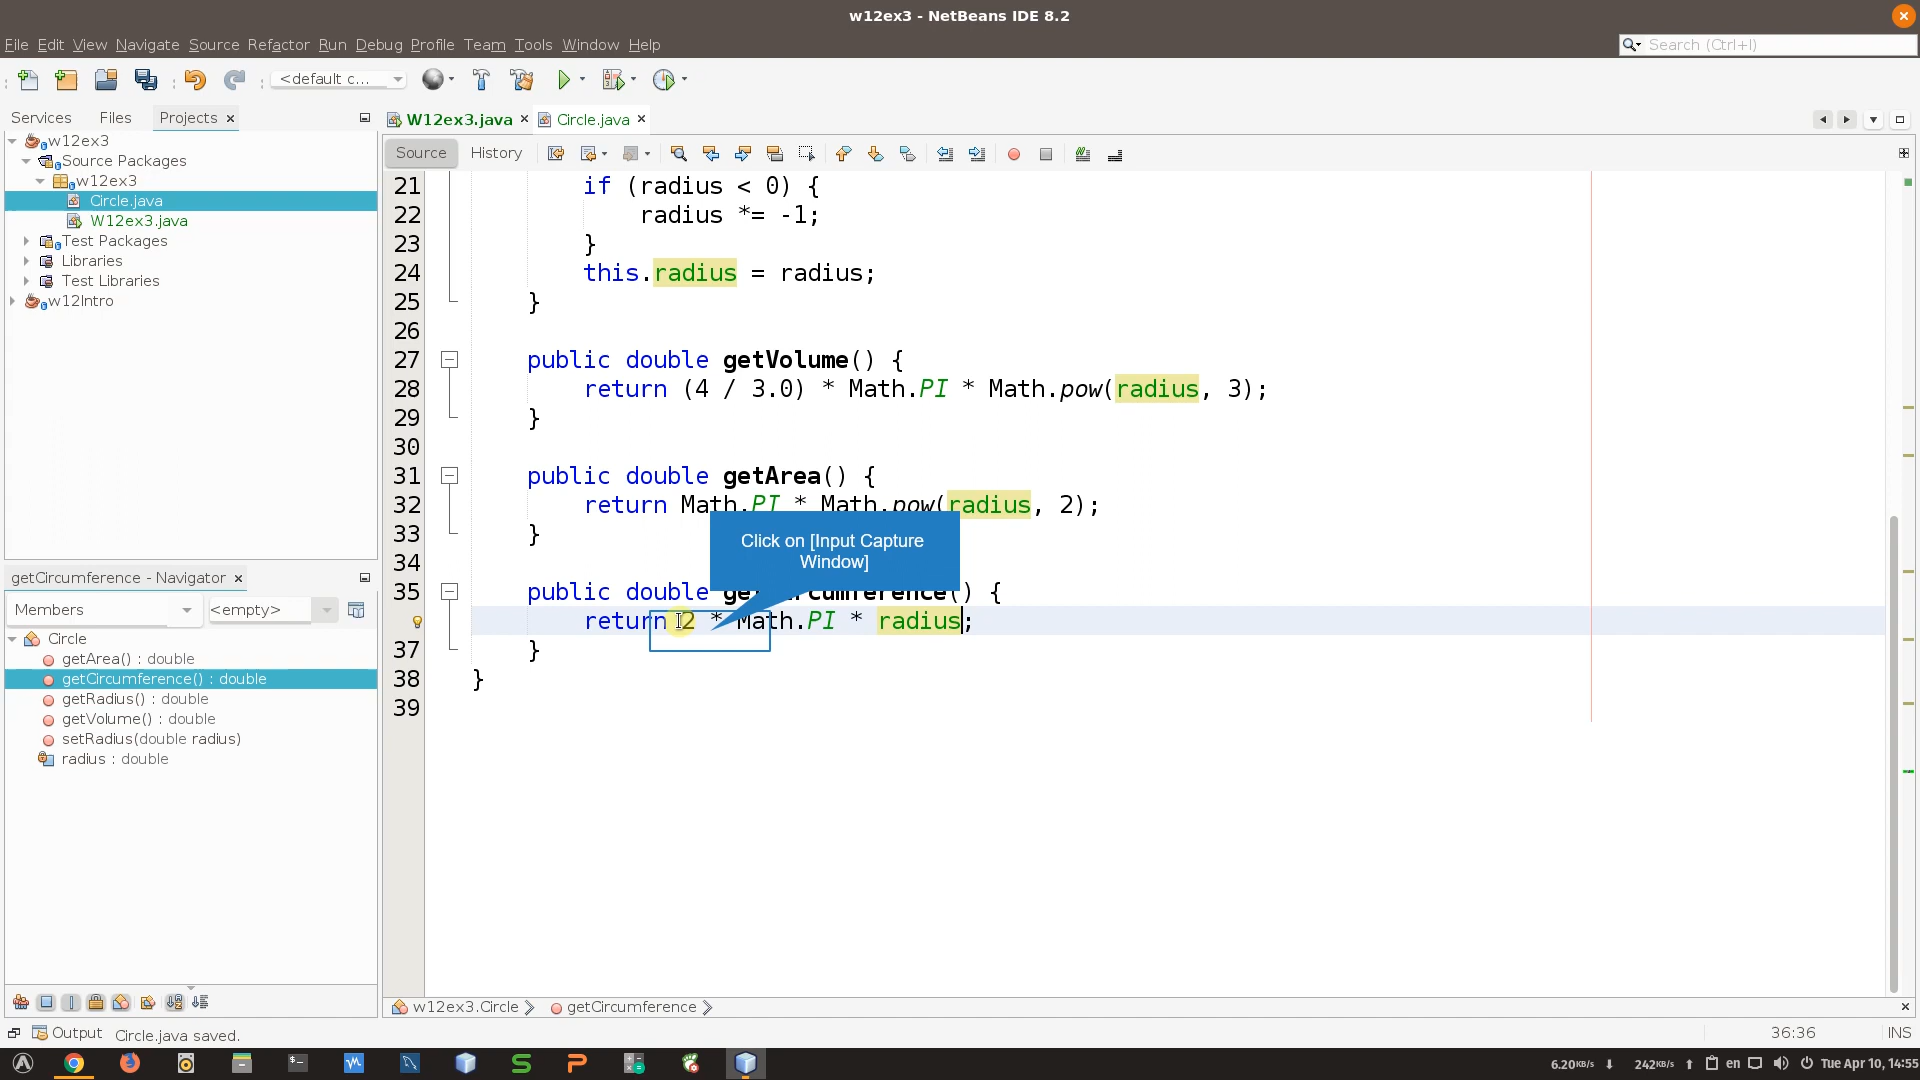 w12ex3 - NetBeans IDE 8.2
File Edit View Navigate Source Refactor Run Debug Profile Team Tools Window Help
Search (Ctrl+I)
<default c...
Services Files Projects
W12ex3.java Circle.java
Source History
w12ex3
Source Packages
w12ex3
Circle.java
W12ex3.java
Test Packages
Libraries
Test Libraries
w12Intro
21 if (radius < 0) {
22 radius *= -1;
23 }
24 this.radius = radius;
25 }
26
27 public double getVolume() {
28 return (4 / 3.0) * Math.PI * Math.pow(radius, 3);
29 }
30
31 public double getArea() {
32 return Math.PI * Math.pow(radius, 2);
33 }
34
Click on [Input Capture
Window]
35 public double getCircumference() {
return 2 * Math.PI * radius;
37 }
38 }
39
getCircumference - Navigator
Members <empty>
Circle
getArea() : double
getCircumference() : double
getRadius() : double
getVolume() : double
setRadius(double radius)
radius : double
w12ex3.Circle getCircumference
Output Circle.java saved.
36:36 INS
6.20KB/s 242KB/s en Tue Apr 10, 14:55